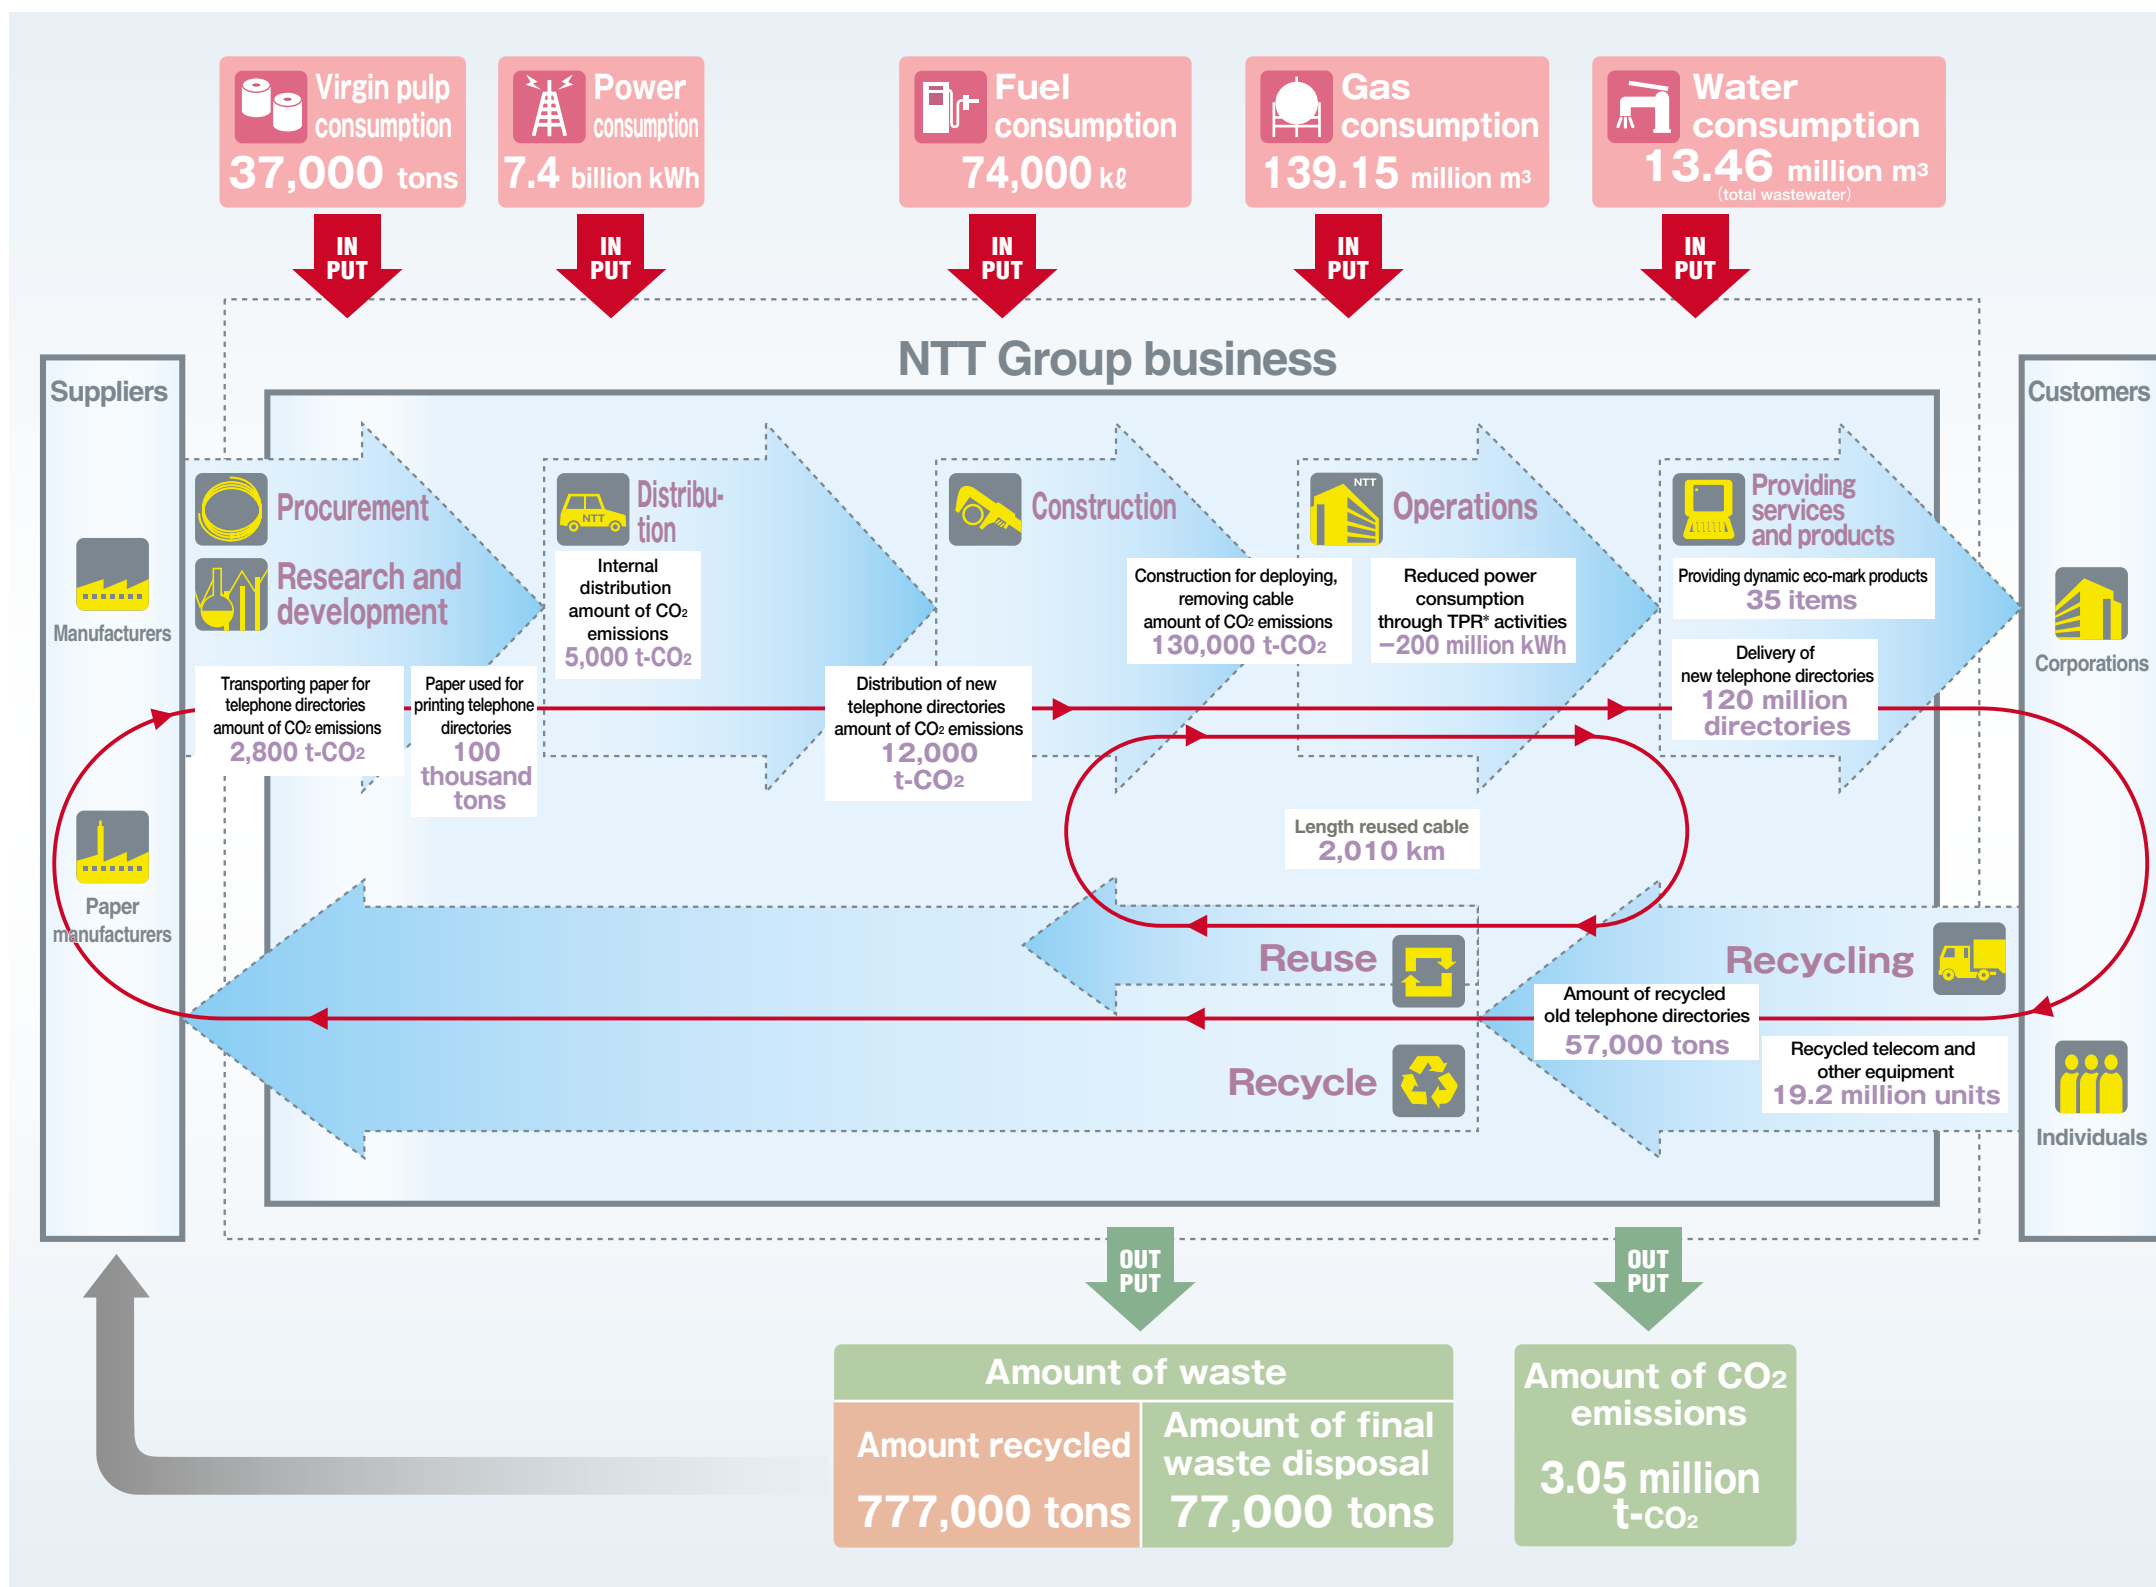 Virgin pulp
consumption
37,000 tons
Power
consumption
7.4 billion kWh
Fuel
consumption
74,000 kℓ
Gas
consumption
139.15 million m³
Water
consumption
13.46 million m³
(total wastewater)
IN
PUT
IN
PUT
IN
PUT
IN
PUT
IN
PUT
NTT Group business
Suppliers
Manufacturers
Paper
manufacturers
Customers
Corporations
Individuals
Procurement
Research and
development
Transporting paper for
telephone directories
amount of CO₂ emissions
2,800 t-CO₂
Paper used for
printing telephone
directories
100
thousand
tons
NTT
Distribu-
tion
Internal
distribution
amount of CO₂
emissions
5,000 t-CO₂
Distribution of new
telephone directories
amount of CO₂ emissions
12,000
t-CO₂
Construction
Construction for deploying,
removing cable
amount of CO₂ emissions
130,000 t-CO₂
NTT
Operations
Reduced power
consumption
through TPR* activities
−200 million kWh
Providing
services
and products
Providing dynamic eco-mark products
35 items
Delivery of
new telephone directories
120 million
directories
Length reused cable
2,010 km
Reuse
Recycling
Amount of recycled
old telephone directories
57,000 tons
Recycled telecom and
other equipment
19.2 million units
Recycle
OUT
PUT
OUT
PUT
Amount of waste
Amount recycled
777,000 tons
Amount of final
waste disposal
77,000 tons
Amount of CO₂
emissions
3.05 million
t-CO₂